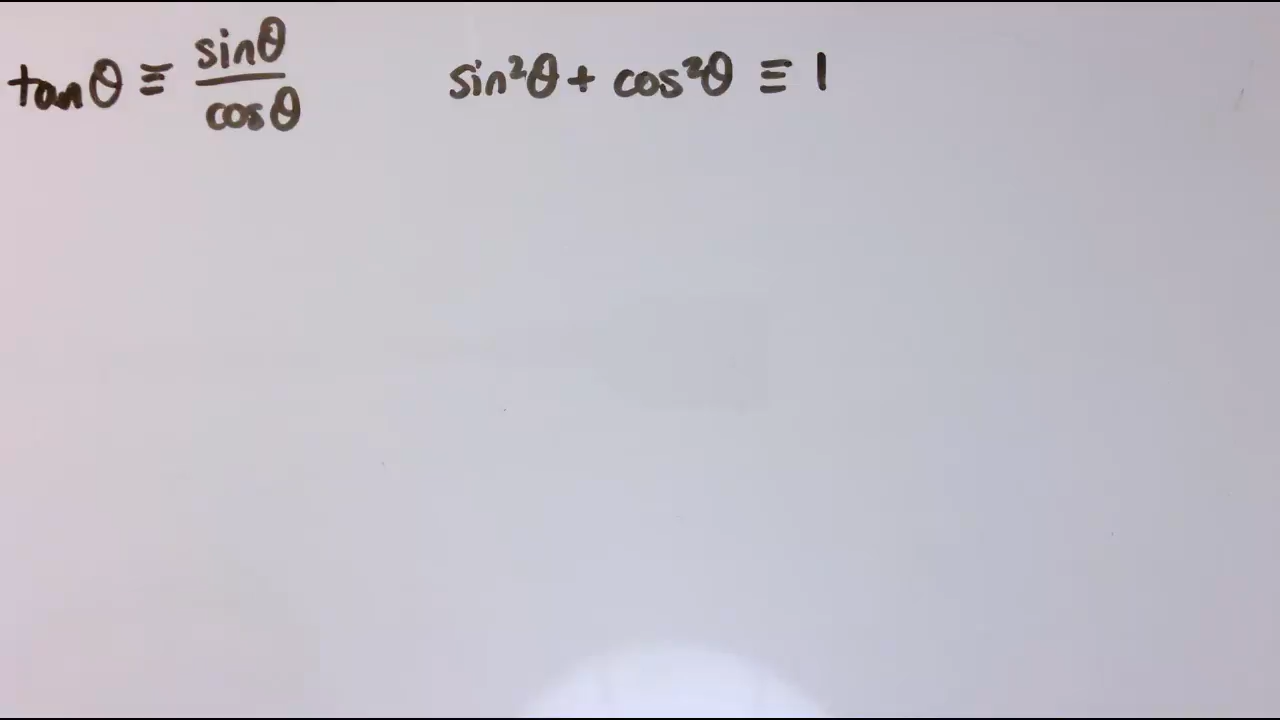 tanθ ≡ sinθ/cosθ
sin²θ + cos²θ ≡ 1